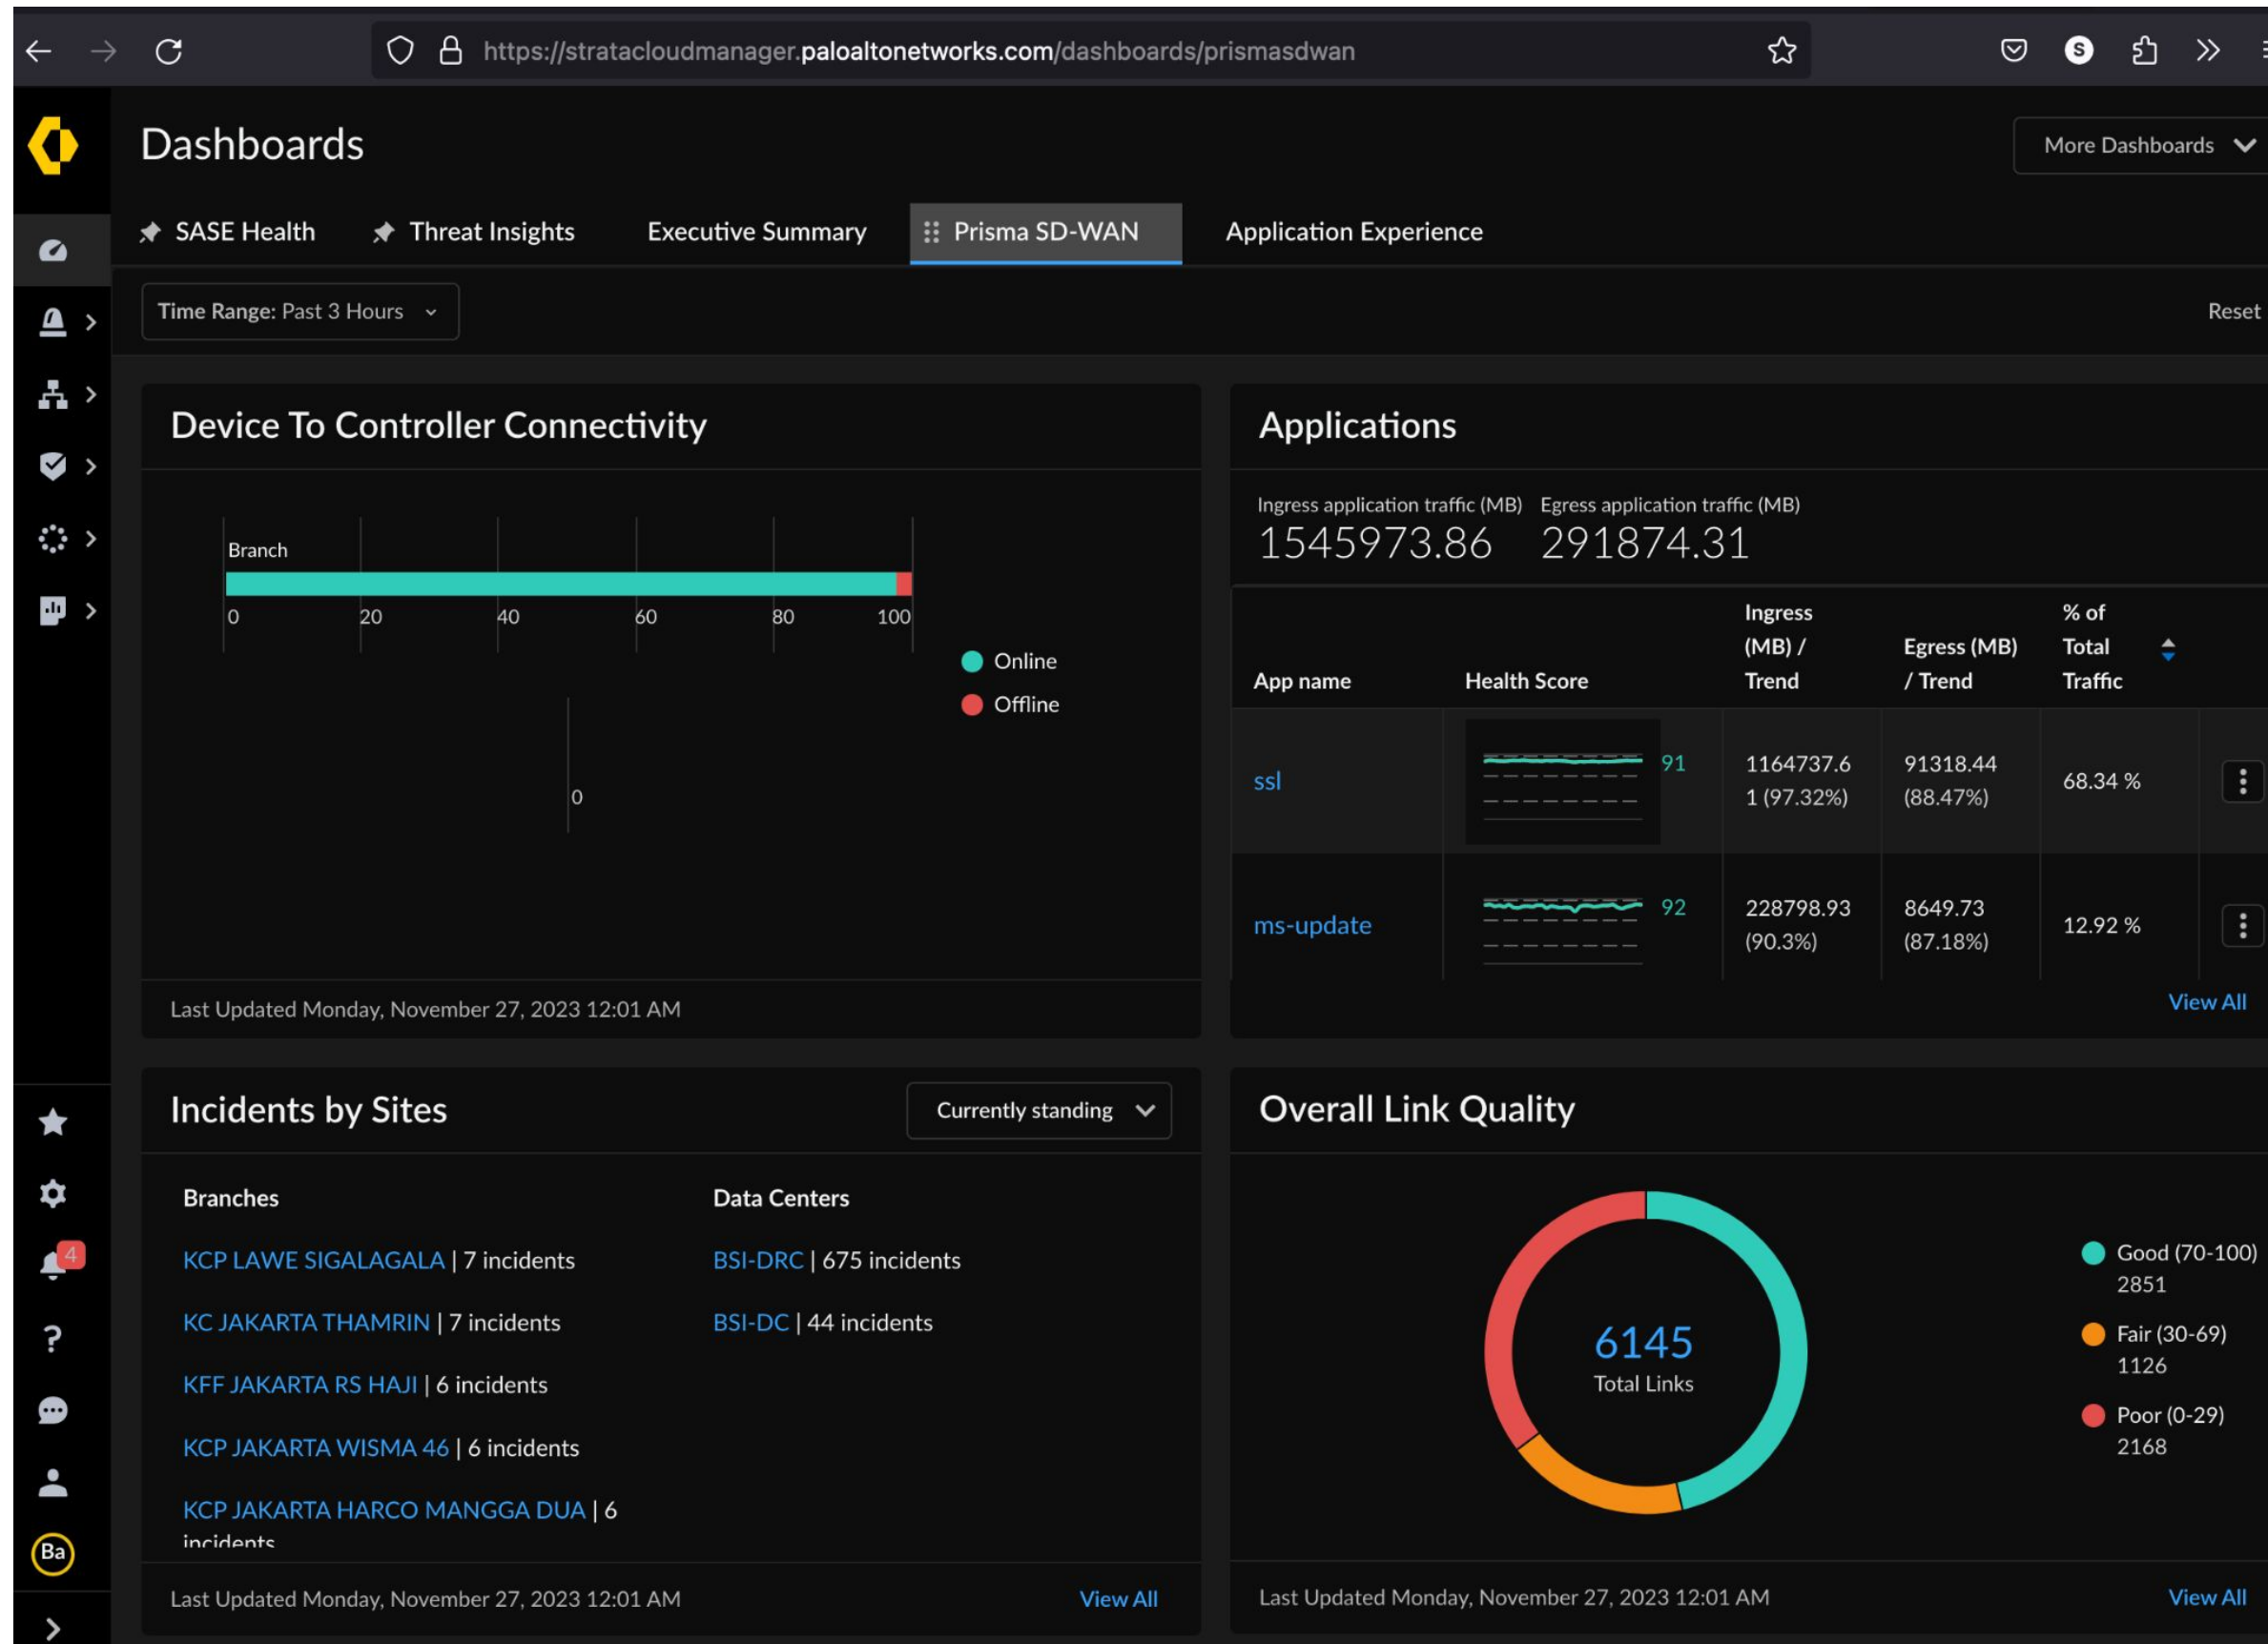 https://stratacloudmanager.paloaltonetworks.com/dashboards/prismasdwan
S
Dashboards
More Dashboards
SASE Health
Threat Insights
Executive Summary
Prisma SD-WAN
Application Experience
Time Range: Past 3 Hours
Reset
Device To Controller Connectivity
Branch
0 20 40 60 80 100
Online
Offline
0
Last Updated Monday, November 27, 2023 12:01 AM
Applications
Ingress application traffic (MB) Egress application traffic (MB)
1545973.86 291874.31
App name
Health Score
Ingress
(MB) /
Trend
Egress (MB)
/ Trend
% of
Total
Traffic
ssl
91
1164737.6
1 (97.32%)
91318.44
(88.47%)
68.34 %
ms-update
92
228798.93
(90.3%)
8649.73
(87.18%)
12.92 %
View All
Incidents by Sites
Currently standing
Branches
KCP LAWE SIGALAGALA | 7 incidents
KC JAKARTA THAMRIN | 7 incidents
KFF JAKARTA RS HAJI | 6 incidents
KCP JAKARTA WISMA 46 | 6 incidents
KCP JAKARTA HARCO MANGGA DUA | 6
incidents
Data Centers
BSI-DRC | 675 incidents
BSI-DC | 44 incidents
Last Updated Monday, November 27, 2023 12:01 AM
View All
Overall Link Quality
6145
Total Links
Good (70-100)
2851
Fair (30-69)
1126
Poor (0-29)
2168
Last Updated Monday, November 27, 2023 12:01 AM
View All
4
?
Ba